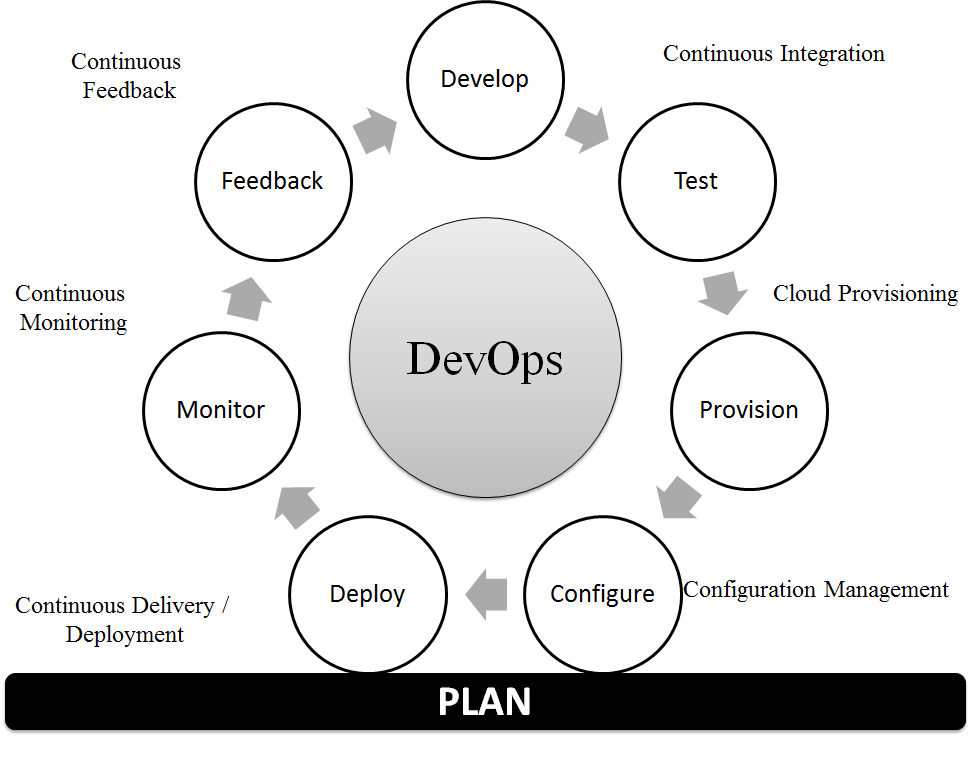 Develop
Continuous Integration
Continuous
Feedback
Feedback
Test
Continuous
Monitoring
Cloud Provisioning
DevOps
Monitor
Provision
Deploy
Configure
Configuration Management
Continuous Delivery /
Deployment
PLAN